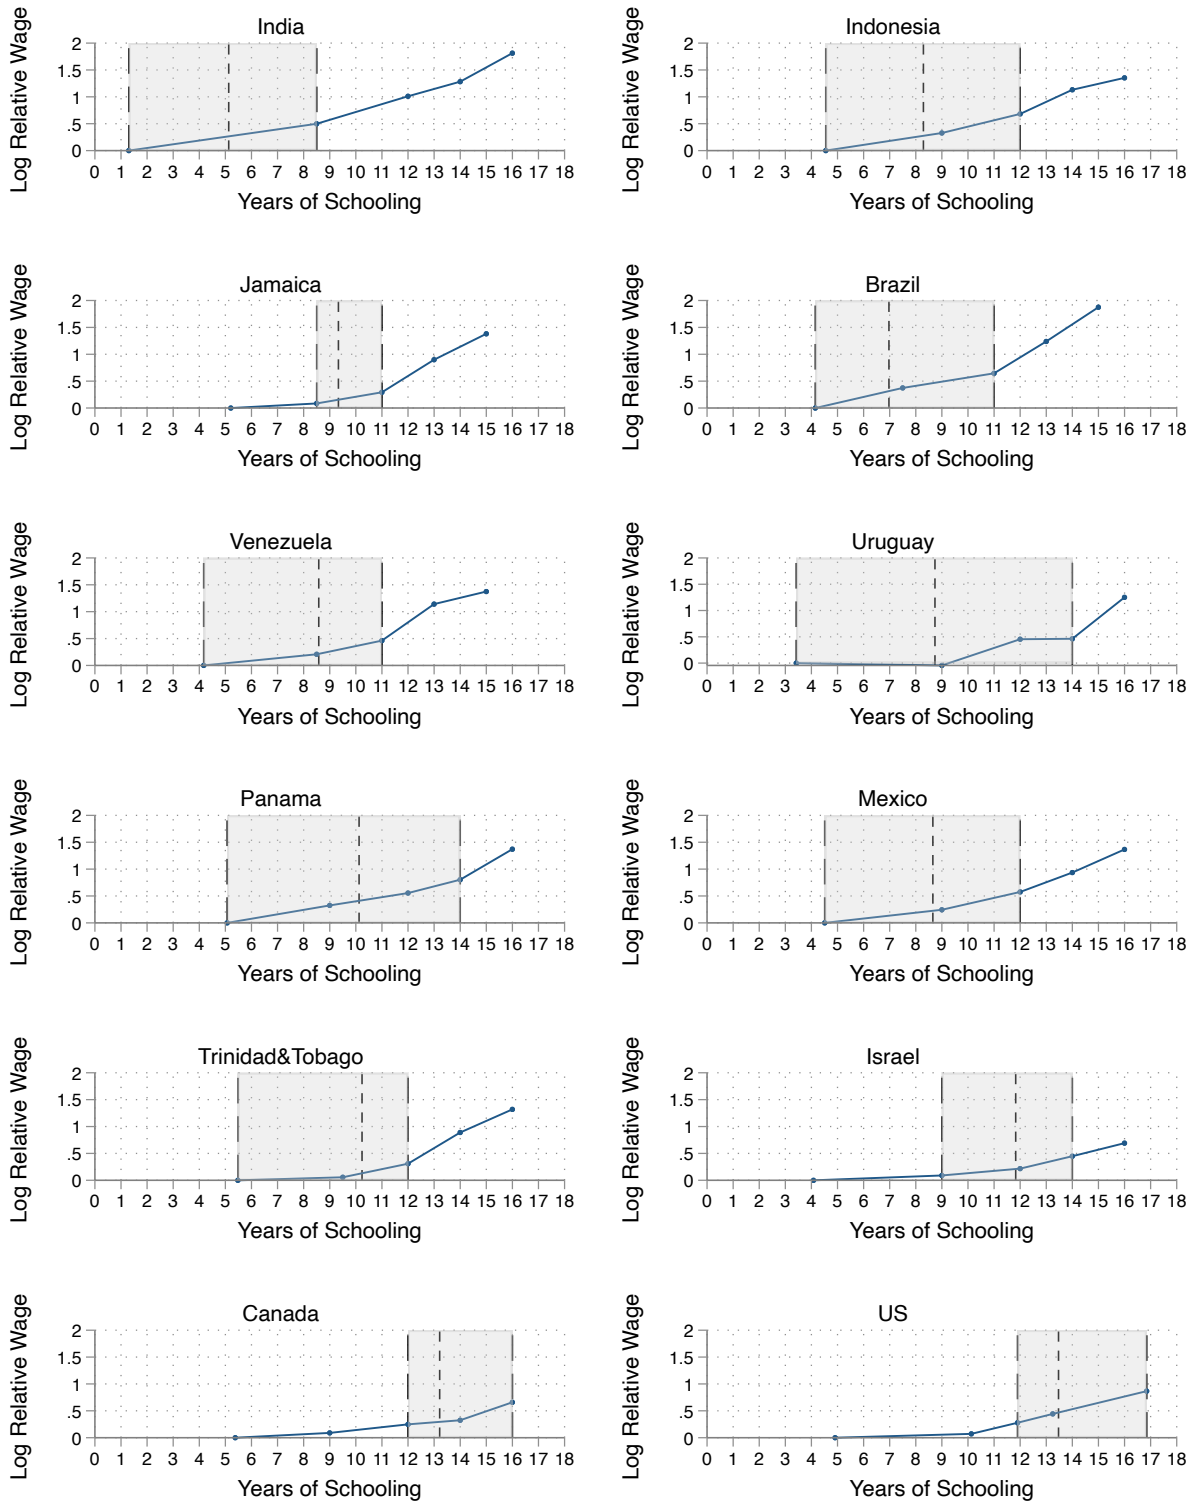 India
Log Relative Wage
2
1.5
1
.5
0
0 1 2 3 4 5 6 7 8 9 10 11 12 13 14 15 16 17 18
Years of Schooling
Indonesia
Log Relative Wage
2
1.5
1
.5
0
0 1 2 3 4 5 6 7 8 9 10 11 12 13 14 15 16 17 18
Years of Schooling
Jamaica
Log Relative Wage
2
1.5
1
.5
0
0 1 2 3 4 5 6 7 8 9 10 11 12 13 14 15 16 17 18
Years of Schooling
Brazil
Log Relative Wage
2
1.5
1
.5
0
0 1 2 3 4 5 6 7 8 9 10 11 12 13 14 15 16 17 18
Years of Schooling
Venezuela
Log Relative Wage
2
1.5
1
.5
0
0 1 2 3 4 5 6 7 8 9 10 11 12 13 14 15 16 17 18
Years of Schooling
Uruguay
Log Relative Wage
2
1.5
1
.5
0
0 1 2 3 4 5 6 7 8 9 10 11 12 13 14 15 16 17 18
Years of Schooling
Panama
Log Relative Wage
2
1.5
1
.5
0
0 1 2 3 4 5 6 7 8 9 10 11 12 13 14 15 16 17 18
Years of Schooling
Mexico
Log Relative Wage
2
1.5
1
.5
0
0 1 2 3 4 5 6 7 8 9 10 11 12 13 14 15 16 17 18
Years of Schooling
Trinidad&Tobago
Log Relative Wage
2
1.5
1
.5
0
0 1 2 3 4 5 6 7 8 9 10 11 12 13 14 15 16 17 18
Years of Schooling
Israel
Log Relative Wage
2
1.5
1
.5
0
0 1 2 3 4 5 6 7 8 9 10 11 12 13 14 15 16 17 18
Years of Schooling
Canada
Log Relative Wage
2
1.5
1
.5
0
0 1 2 3 4 5 6 7 8 9 10 11 12 13 14 15 16 17 18
Years of Schooling
US
Log Relative Wage
2
1.5
1
.5
0
0 1 2 3 4 5 6 7 8 9 10 11 12 13 14 15 16 17 18
Years of Schooling